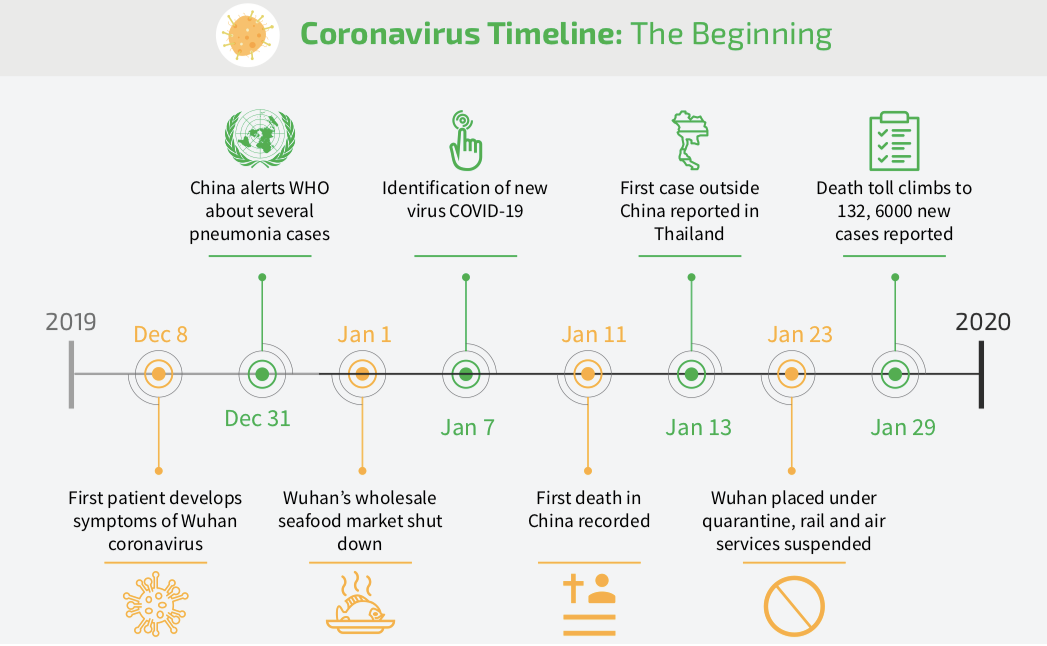 Coronavirus Timeline: The Beginning
China alerts WHO
about several
pneumonia cases
Identification of new
virus COVID-19
First case outside
China reported in
Thailand
Death toll climbs to
132, 6000 new
cases reported
2019
Dec 8
Dec 31
Jan 1
Jan 7
Jan 11
Jan 13
Jan 23
Jan 29
2020
First patient develops
symptoms of Wuhan
coronavirus
Wuhan’s wholesale
seafood market shut
down
First death in
China recorded
Wuhan placed under
quarantine, rail and air
services suspended